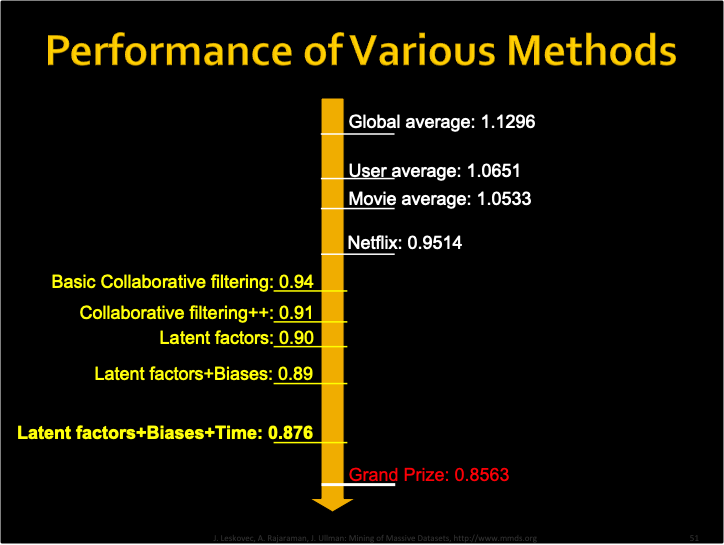 Performance of Various Methods
Global average: 1.1296
User average: 1.0651
Movie average: 1.0533
Netflix: 0.9514
Basic Collaborative filtering: 0.94
Collaborative filtering++: 0.91
Latent factors: 0.90
Latent factors+Biases: 0.89
Latent factors+Biases+Time: 0.876
Grand Prize: 0.8563
J. Leskovec, A. Rajaraman, J. Ullman: Mining of Massive Datasets, http://www.mmds.org
51